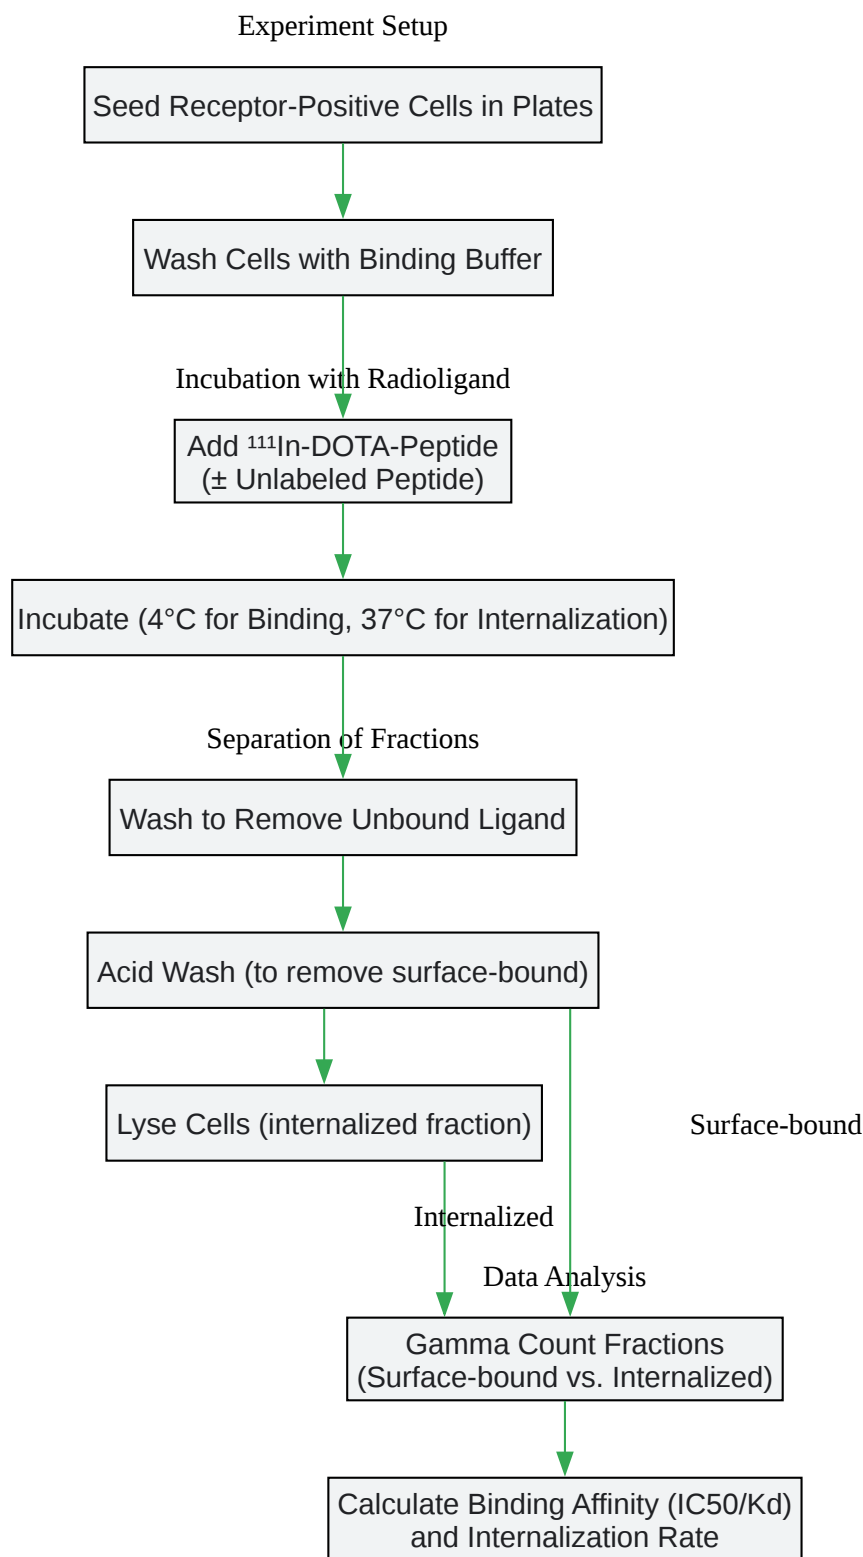 Experiment Setup
Seed Receptor-Positive Cells in Plates
Wash Cells with Binding Buffer
Incubation with Radioligand
Add ¹¹¹In-DOTA-Peptide
(± Unlabeled Peptide)
Incubate (4°C for Binding, 37°C for Internalization)
Separation of Fractions
Wash to Remove Unbound Ligand
Acid Wash (to remove surface-bound)
Lyse Cells (internalized fraction)
Surface-bound
Internalized
Data Analysis
Gamma Count Fractions
(Surface-bound vs. Internalized)
Calculate Binding Affinity (IC50/Kd)
and Internalization Rate